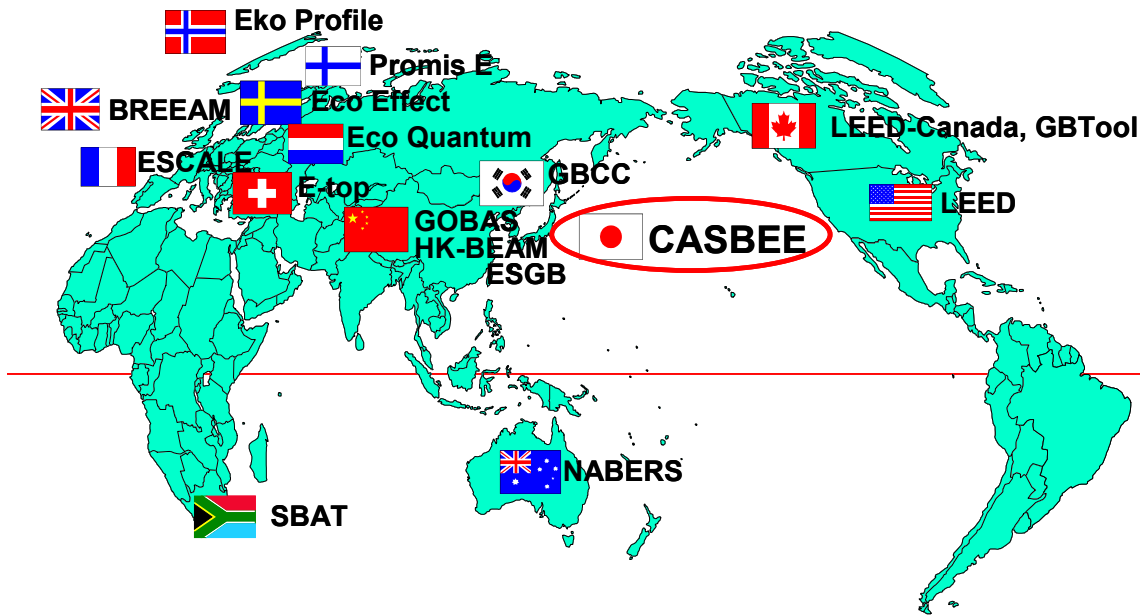 Eko Profile
Promis E
BREEAM
Eco Effect
LEED-Canada, GBTool
Eco Quantum
ESCALE
GBCC
E-top
LEED
GOBAS
HK-BEAM
ESGB
CASBEE
NABERS
SBAT